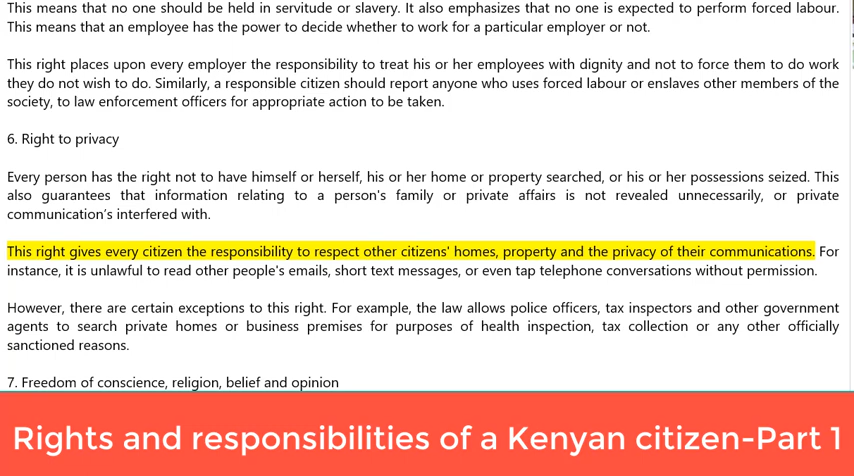 This means that no one should be held in servitude or slavery. It also emphasizes that no one is expected to perform forced labour.
This means that an employee has the power to decide whether to work for a particular employer or not.
This right places upon every employer the responsibility to treat his or her employees with dignity and not to force them to do work
they do not wish to do. Similarly, a responsible citizen should report anyone who uses forced labour or enslaves other members of the
society, to law enforcement officers for appropriate action to be taken.
6. Right to privacy
Every person has the right not to have himself or herself, his or her home or property searched, or his or her possessions seized. This
also guarantees that information relating to a person's family or private affairs is not revealed unnecessarily, or private
communication's interfered with.
This right gives every citizen the responsibility to respect other citizens' homes, property and the privacy of their communications. For
instance, it is unlawful to read other people's emails, short text messages, or even tap telephone conversations without permission.
However, there are certain exceptions to this right. For example, the law allows police officers, tax inspectors and other government
agents to search private homes or business premises for purposes of health inspection, tax collection or any other officially
sanctioned reasons.
7. Freedom of conscience, religion, belief and opinion
Rights and responsibilities of a Kenyan citizen-Part 1